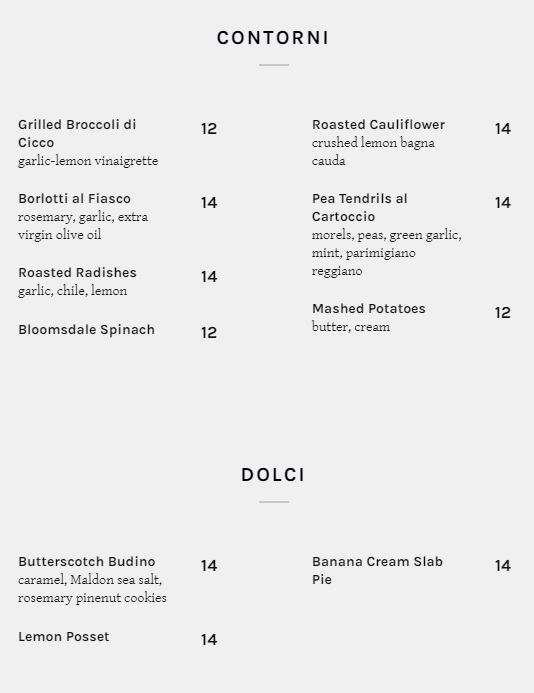 CONTORNI
Grilled Broccoli di
Cicco
12
garlic-lemon vinaigrette
Borlotti al Fiasco
14
rosemary, garlic, extra
virgin olive oil
Roasted Radishes
14
garlic, chile, lemon
Bloomsdale Spinach
12
Roasted Cauliflower
14
crushed lemon bagna
cauda
Pea Tendrils al
Cartoccio
14
morels, peas, green garlic,
mint, parimigiano
reggiano
Mashed Potatoes
12
butter, cream
DOLCI
Butterscotch Budino
14
caramel, Maldon sea salt,
rosemary pinenut cookies
Lemon Posset
14
Banana Cream Slab
Pie
14